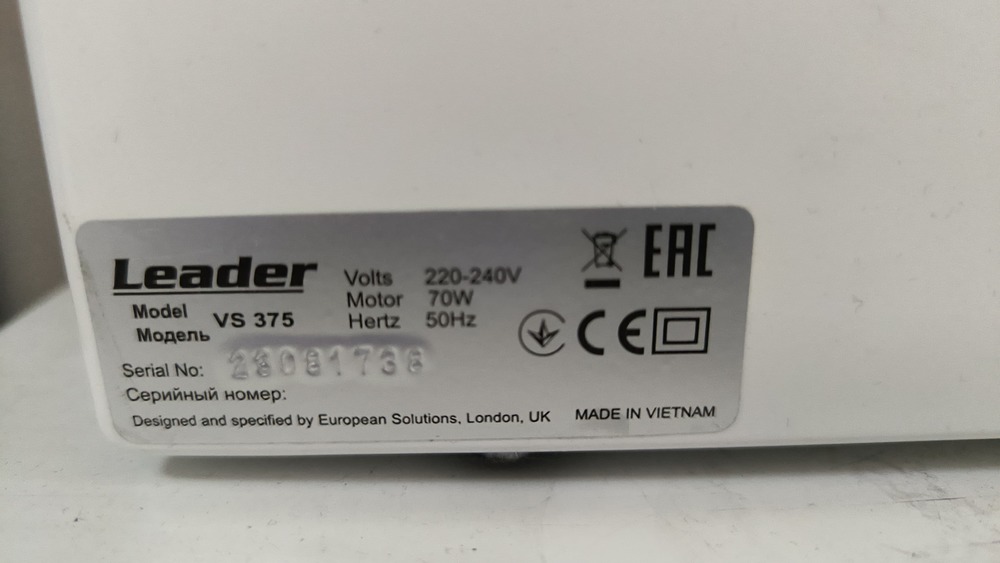 Leader
Model
Модель
VS 375
Volts 220-240V
Motor 70W
Hertz 50Hz
EAC
CE
Serial No:
Серийный номер:
Designed and specified by European Solutions, London, UK
MADE IN VIETNAM